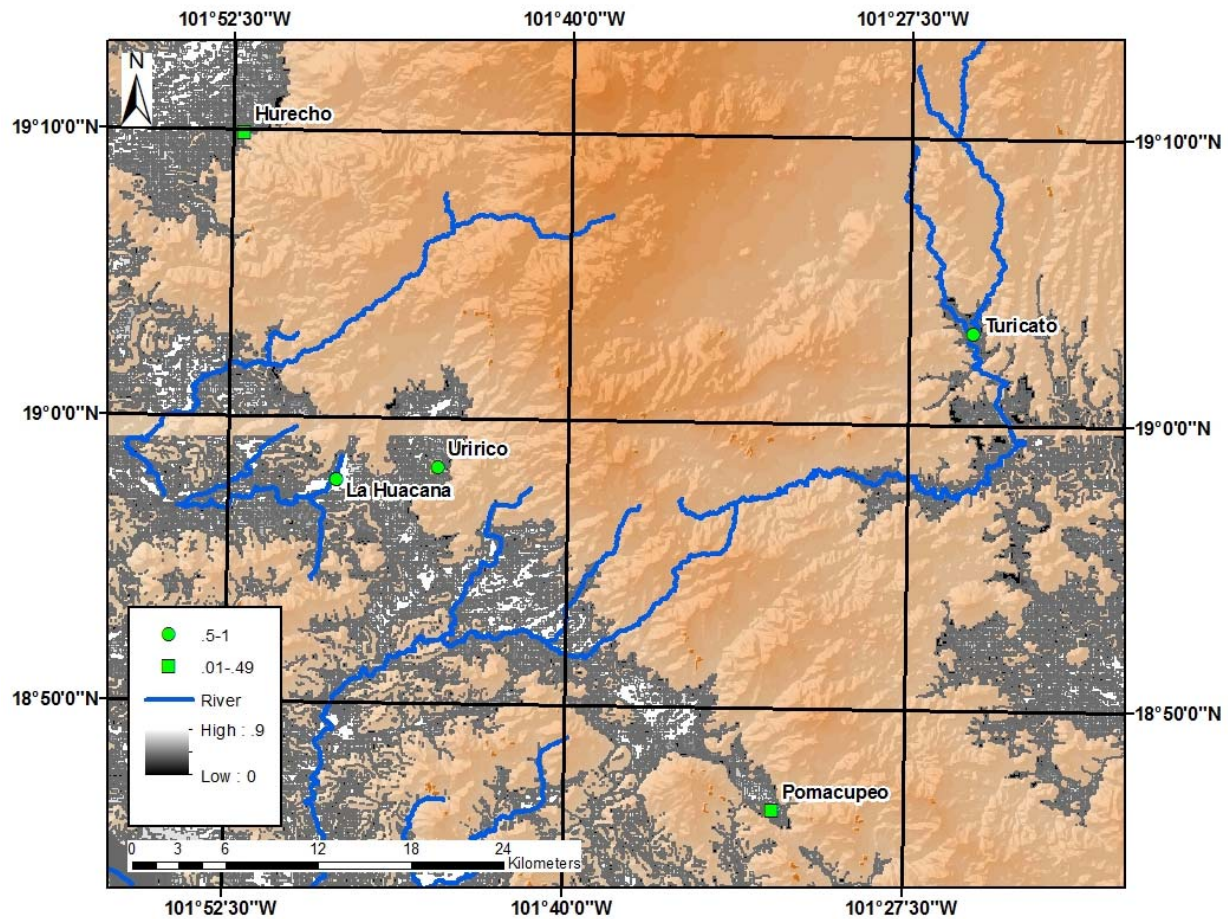 101°52'30"W 101°40'0"W 101°27'30"W
N
Hurecho
19°10'0"N
19°10'0"N
Turicato
19°0'0"N
19°0'0"N
Uririco
La Huacana
.5-1
.01-.49
River
High : .9
Low : 0
18°50'0"N
18°50'0"N
Pomacupeo
0 3 6 12 18 24
Kilometers
101°52'30"W 101°40'0"W 101°27'30"W